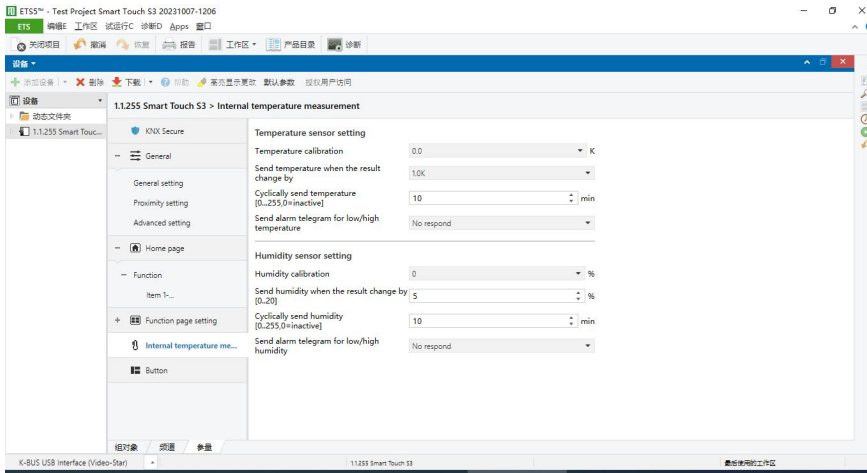 ETS5™ - Test Project Smart Touch S3 20231007-1206
ETS 编辑E 工作区 试运行C 诊断D Apps 窗口
关闭项目 撤消 恢复 报告 工作区 产品目录 诊断
设备
添加设备 删除 下载 帮助 高亮显示更改 默认参数 授权用户访问
设备
动态文件夹
1.1.255 Smart Touc...
1.1.255 Smart Touch S3 > Internal temperature measurement
KNX Secure
General
General setting
Proximity setting
Advanced setting
Home page
Function
Item 1-...
Function page setting
Internal temperature me...
Button
Temperature sensor setting
Temperature calibration 0.0 K
Send temperature when the result
change by 1.0K
Cyclically send temperature
[0...255,0=inactive] 10 min
Send alarm telegram for low/high
temperature No respond
Humidity sensor setting
Humidity calibration 0 %
Send humidity when the result change by
[0..20] 5 %
Cyclically send humidity
[0..255,0=inactive] 10 min
Send alarm telegram for low/high
humidity No respond
组对象 频道 参量
K-BUS USB Interface (Video-Star) 1.1.255 Smart Touch S3 最后使用的工作区